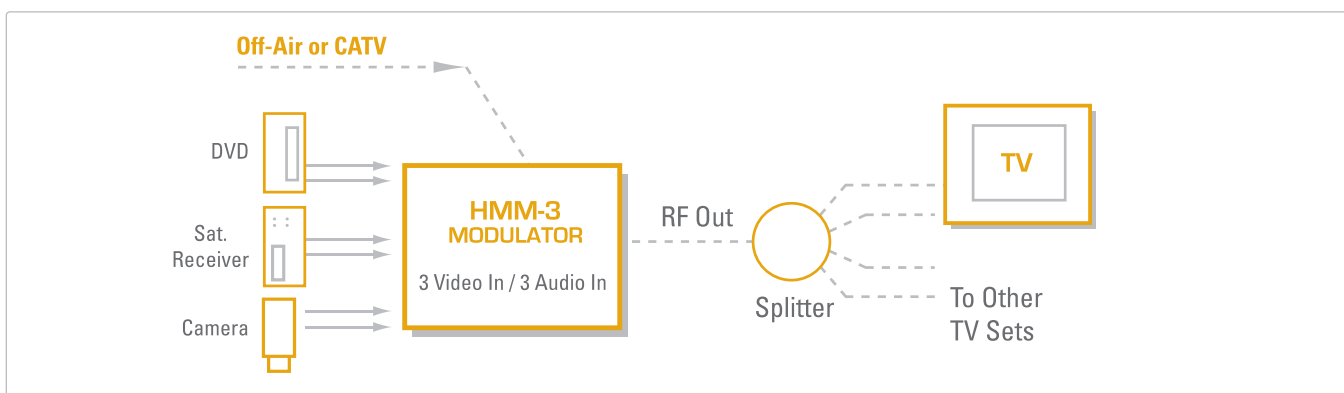 Off-Air or CATV
DVD
Sat.
Receiver
Camera
HMM-3
MODULATOR
3 Video In / 3 Audio In
RF Out
Splitter
TV
To Other
TV Sets